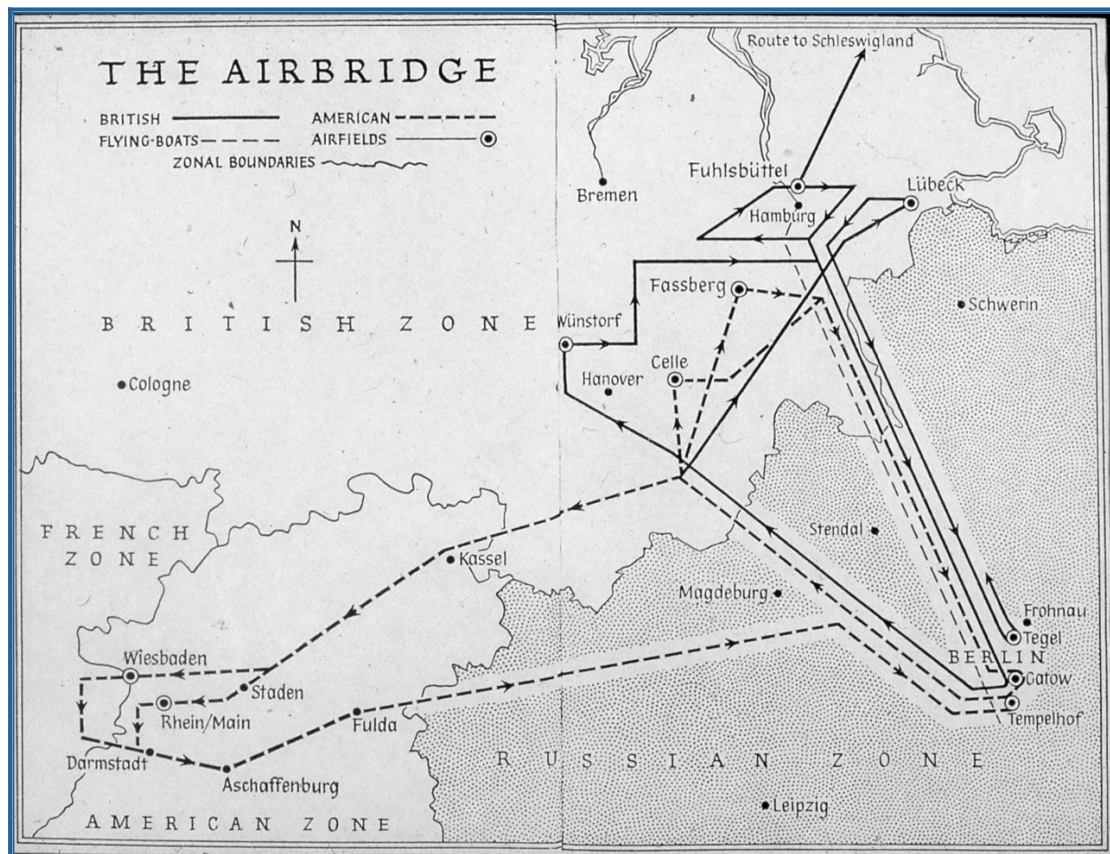 THE AIRBRIDGE
BRITISH
AMERICAN
FLYING-BOATS
AIRFIELDS
ZONAL BOUNDARIES
Route to Schleswigland
Bremen
Fuhlsbüttel
Hamburg
Lübeck
N
Fassberg
Schwerin
BRITISH ZONE
Wünstorf
Celle
Hanover
Cologne
FRENCH
ZONE
Kassel
Stendal
Magdeburg
Frohnau
Tegel
BERLIN
Gatow
Tempelhof
Wiesbaden
Staden
Rhein/Main
Fulda
Darmstadt
Aschaffenburg
RUSSIAN ZONE
Leipzig
AMERICAN ZONE